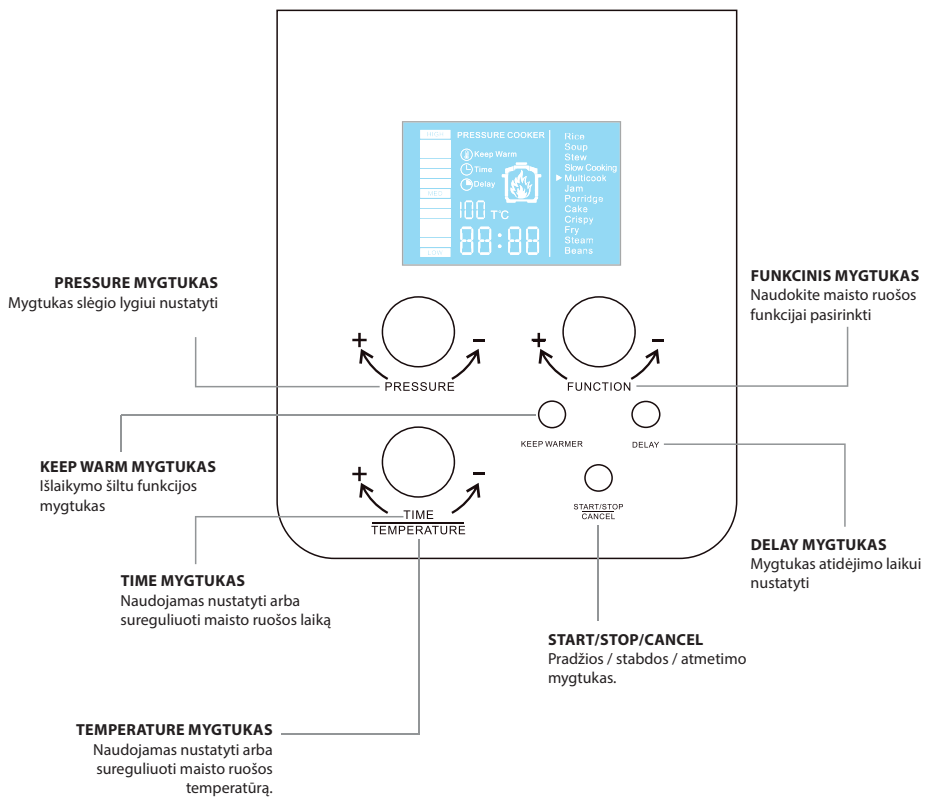 HIGH
PRESSURE COOKER
Keep Warm
Time
Delay
MED
100 T°C
88:88
LOW
Rice
Soup
Stew
Slow Cooking
Multicook
Jam
Porridge
Cake
Crispy
Fry
Steam
Beans
PRESSURE MYGTUKAS
Mygtukas slėgio lygiui nustatyti
FUNKCINIS MYGTUKAS
Naudokite maisto ruošos
funkcijai pasirinkti
+ −
PRESSURE
+ −
FUNCTION
KEEP WARMER
DELAY
KEEP WARM MYGTUKAS
Išlaikymo šiltu funkcijos
mygtukas
+ −
TIME
TEMPERATURE
START/STOP
CANCEL
DELAY MYGTUKAS
Mygtukas atidėjimo laikui
nustatyti
TIME MYGTUKAS
Naudojamas nustatyti arba
sureguliuoti maisto ruošos laiką
START/STOP/CANCEL
Pradžios / stabdos / atmetimo
mygtukas.
TEMPERATURE MYGTUKAS
Naudojamas nustatyti arba
sureguliuoti maisto ruošos
temperatūrą.